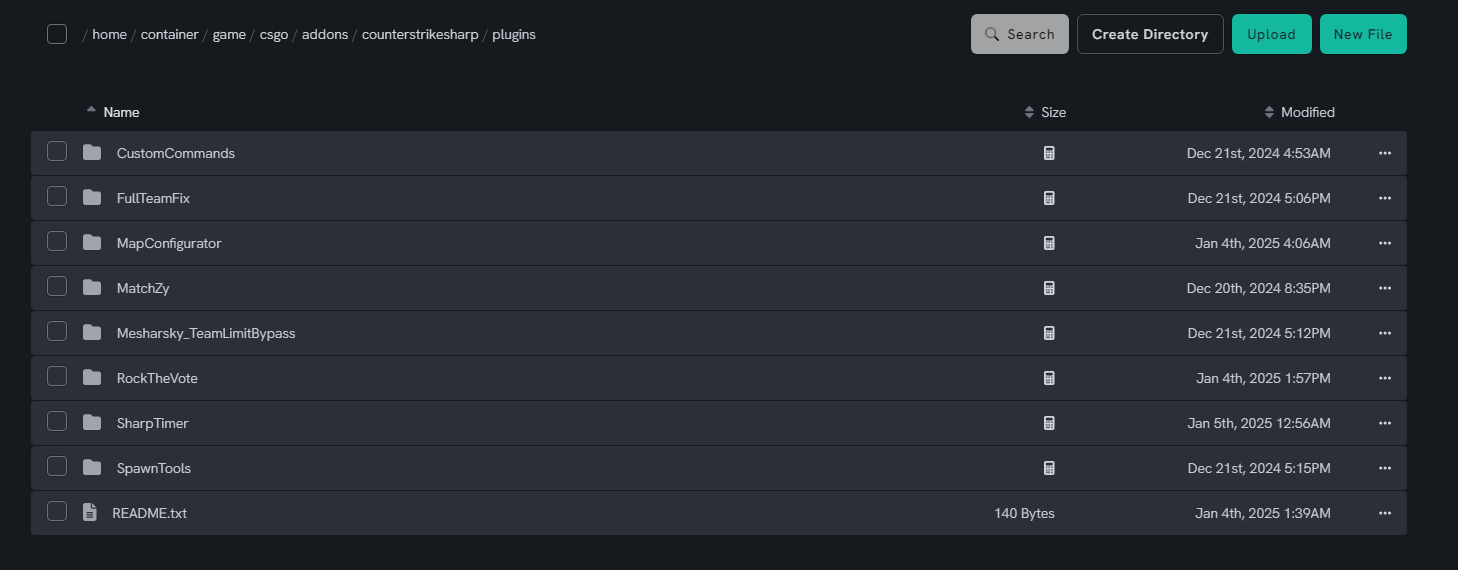 / home / container / game / csgo / addons / counterstrikesharp / plugins Search Create Directory Upload New File
Name Size Modified
CustomCommands Dec 21st, 2024 4:53AM
FullTeamFix Dec 21st, 2024 5:06PM
MapConfigurator Jan 4th, 2025 4:06AM
MatchZy Dec 20th, 2024 8:35PM
Mesharsky_TeamLimitBypass Dec 21st, 2024 5:12PM
RockTheVote Jan 4th, 2025 1:57PM
SharpTimer Jan 5th, 2025 12:56AM
SpawnTools Dec 21st, 2024 5:15PM
README.txt 140 Bytes Jan 4th, 2025 1:39AM